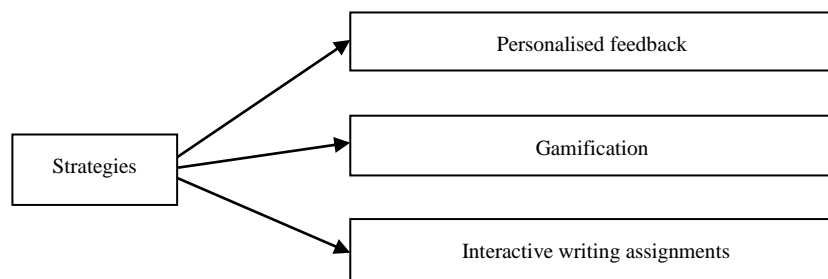 Personalised feedback
Strategies
Gamification
Interactive writing assignments